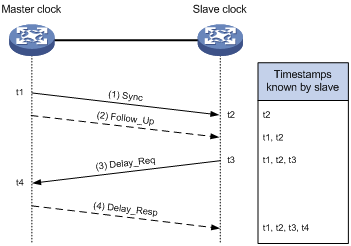 Master clock
Slave clock
Timestamps
known by slave
t1
(1) Sync
t2
t2
(2) Follow_Up
t1, t2
(3) Delay_Req
t3
t1, t2, t3
t4
(4) Delay_Resp
t1, t2, t3, t4